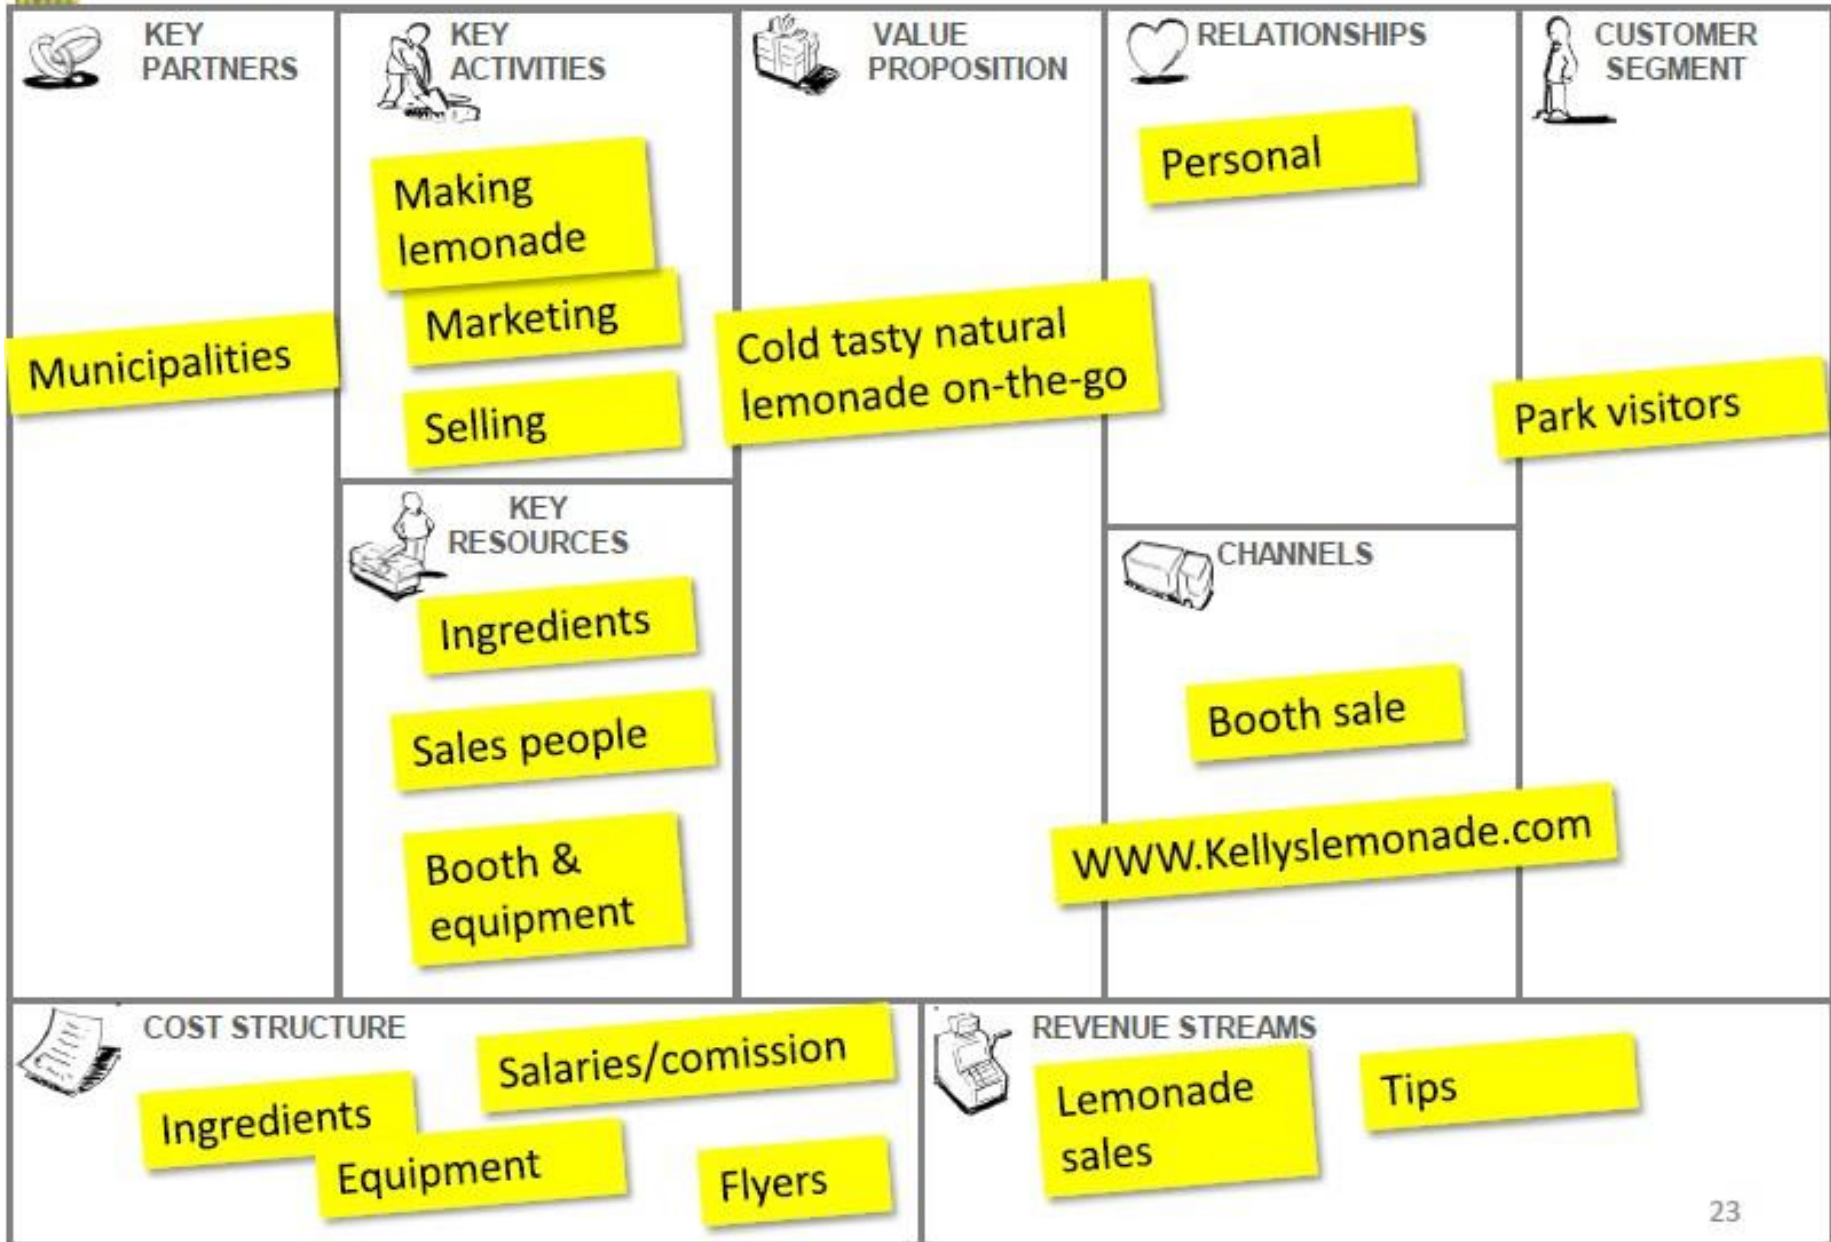 KEY
PARTNERS
Municipalities
KEY
ACTIVITIES
Making
lemonade
Marketing
Selling
KEY
RESOURCES
Ingredients
Sales people
Booth &
equipment
VALUE
PROPOSITION
Cold tasty natural
lemonade on-the-go
RELATIONSHIPS
Personal
CHANNELS
Booth sale
WWW.Kellyslemonade.com
CUSTOMER
SEGMENT
Park visitors
COST STRUCTURE
Salaries/comission
Ingredients
Equipment
Flyers
REVENUE STREAMS
Lemonade
sales
Tips
23